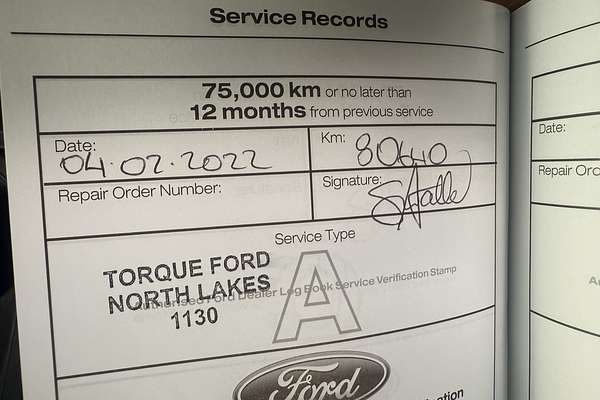 Service Records
75,000 km or no later than
12 months from previous service
Date: 04.02.2022
Km: 80640
Repair Order Number:
Signature:
Service Type
A
TORQUE FORD
NORTH LAKES
1130
Authorised Ford Dealer Log Book Service Verification Stamp
Ford
Date:
Repair Ord